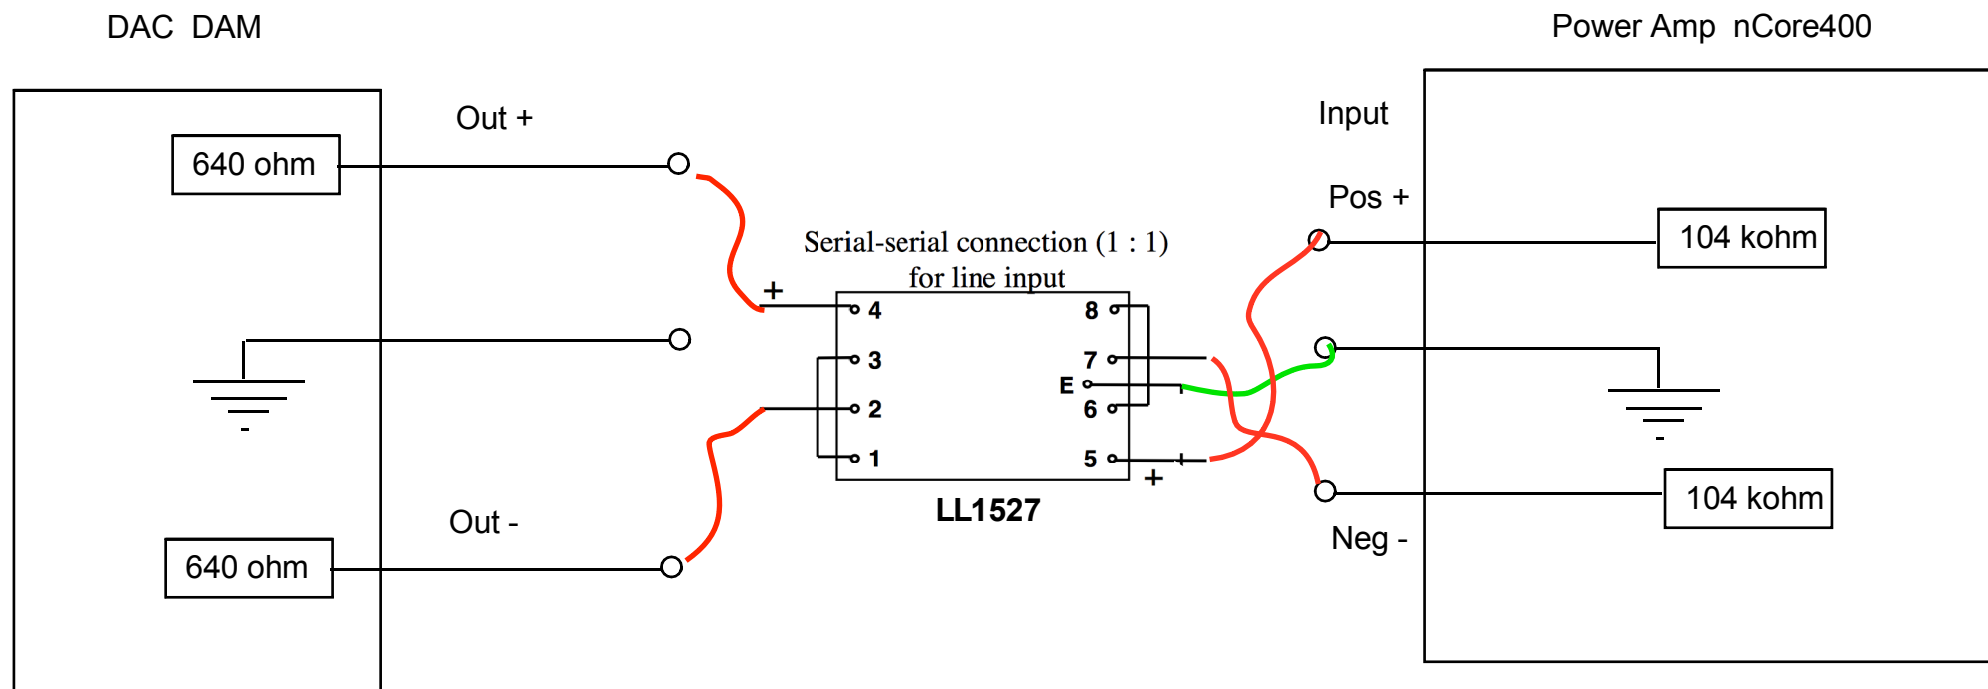 DAC  DAM
Power Amp  nCore400
Out +
Input
640 ohm
Pos +
Serial-serial connection (1 : 1)
for line input
104 kohm
+
4
8
3
7
E
2
6
1
5
+
LL1527
104 kohm
Out -
Neg -
640 ohm